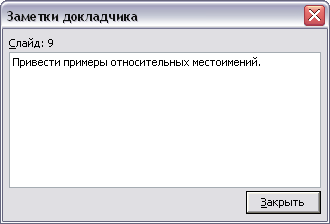 Заметки докладчика
Слайд: 9
Привести примеры относительных местоимений.
Закрыть